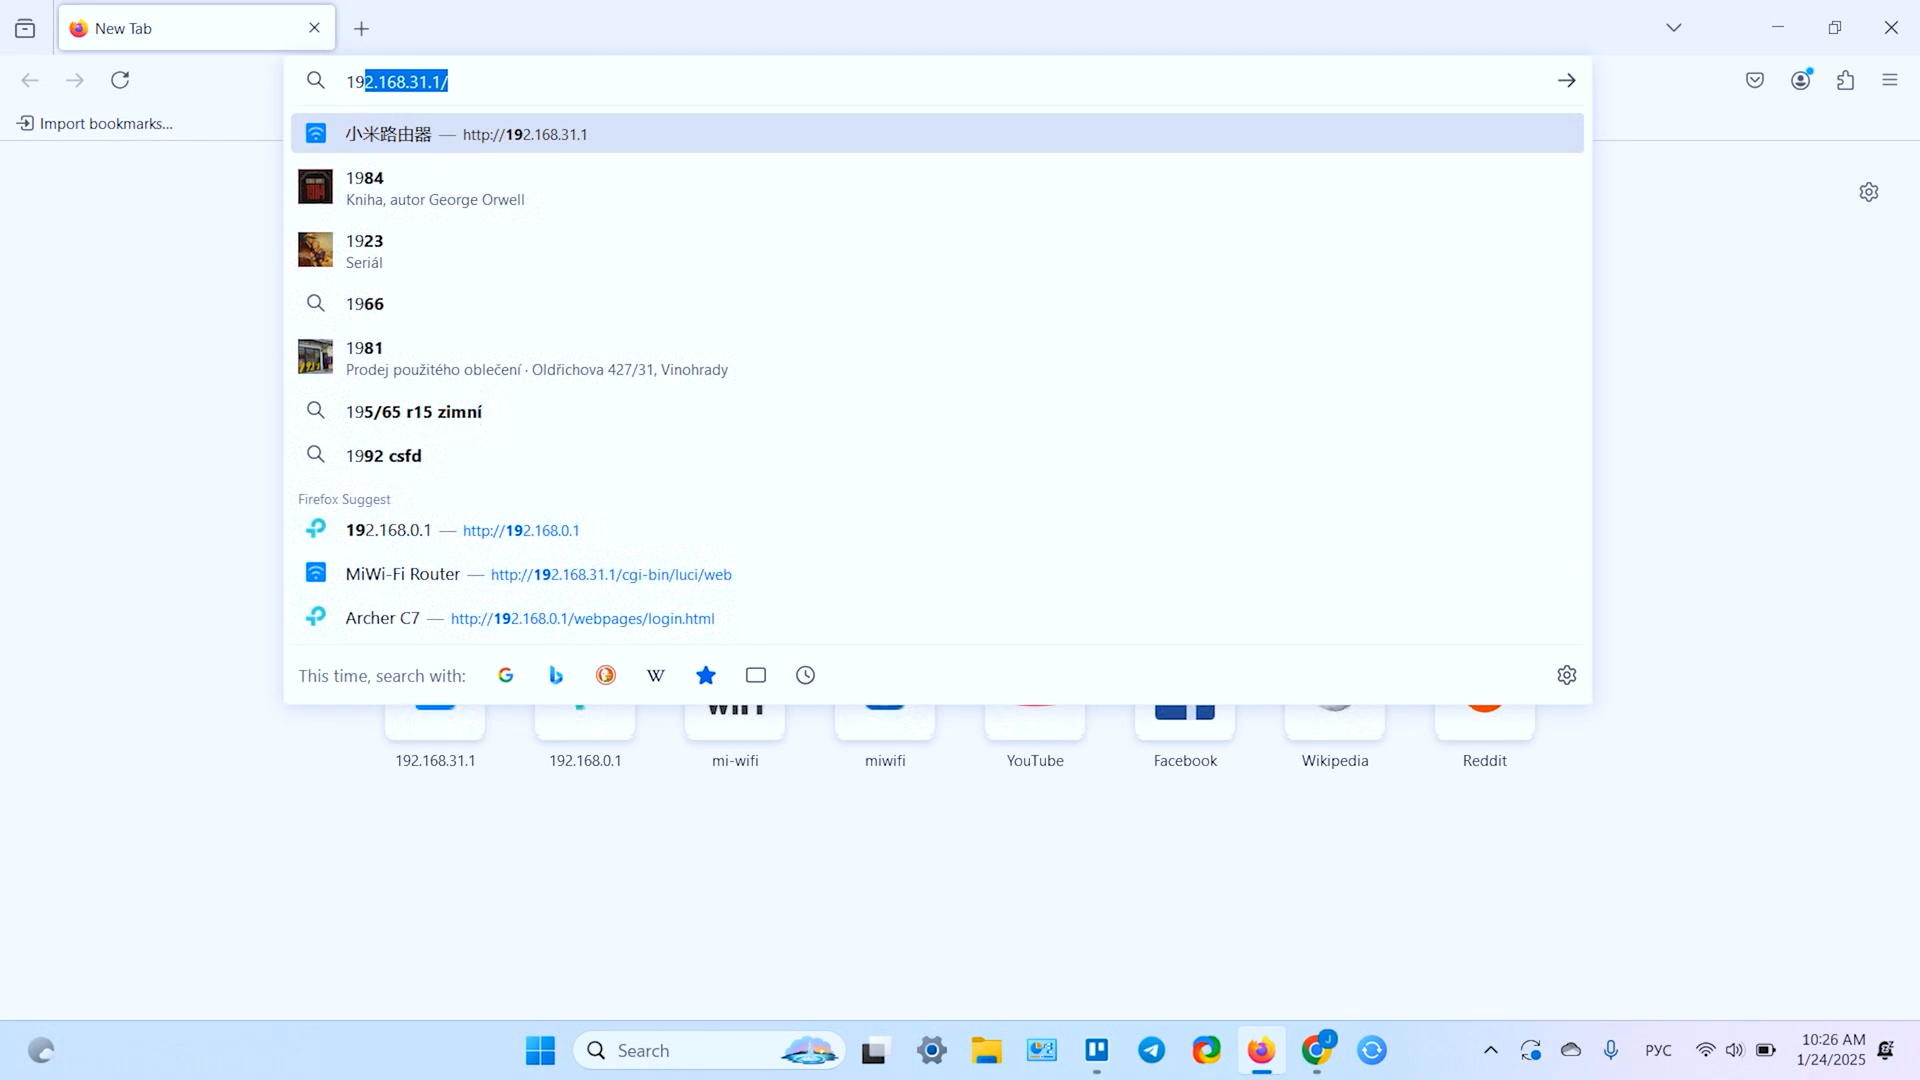 New Tab
192.168.31.1/
Import bookmarks...
小米路由器 — http://192.168.31.1
1984
Kniha, autor George Orwell
1923
Seriál
1966
1981
Prodej použitého oblečení · Oldřichova 427/31, Vinohrady
195/65 r15 zimní
1992 csfd
Firefox Suggest
192.168.0.1 — http://192.168.0.1
MiWi-Fi Router — http://192.168.31.1/cgi-bin/luci/web
Archer C7 — http://192.168.0.1/webpages/login.html
This time, search with:
192.168.31.1
192.168.0.1
mi-wifi
miwifi
YouTube
Facebook
Wikipedia
Reddit
Search
РУС
10:26 AM
1/24/2025